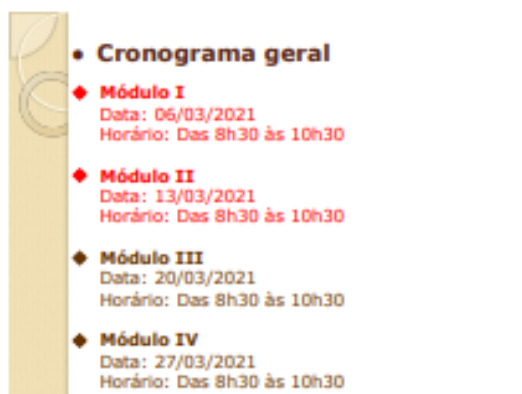 • Cronograma geral
◆ Módulo I
Data: 06/03/2021
Horário: Das 8h30 às 10h30
◆ Módulo II
Data: 13/03/2021
Horário: Das 8h30 às 10h30
◆ Módulo III
Data: 20/03/2021
Horário: Das 8h30 às 10h30
◆ Módulo IV
Data: 27/03/2021
Horário: Das 8h30 às 10h30